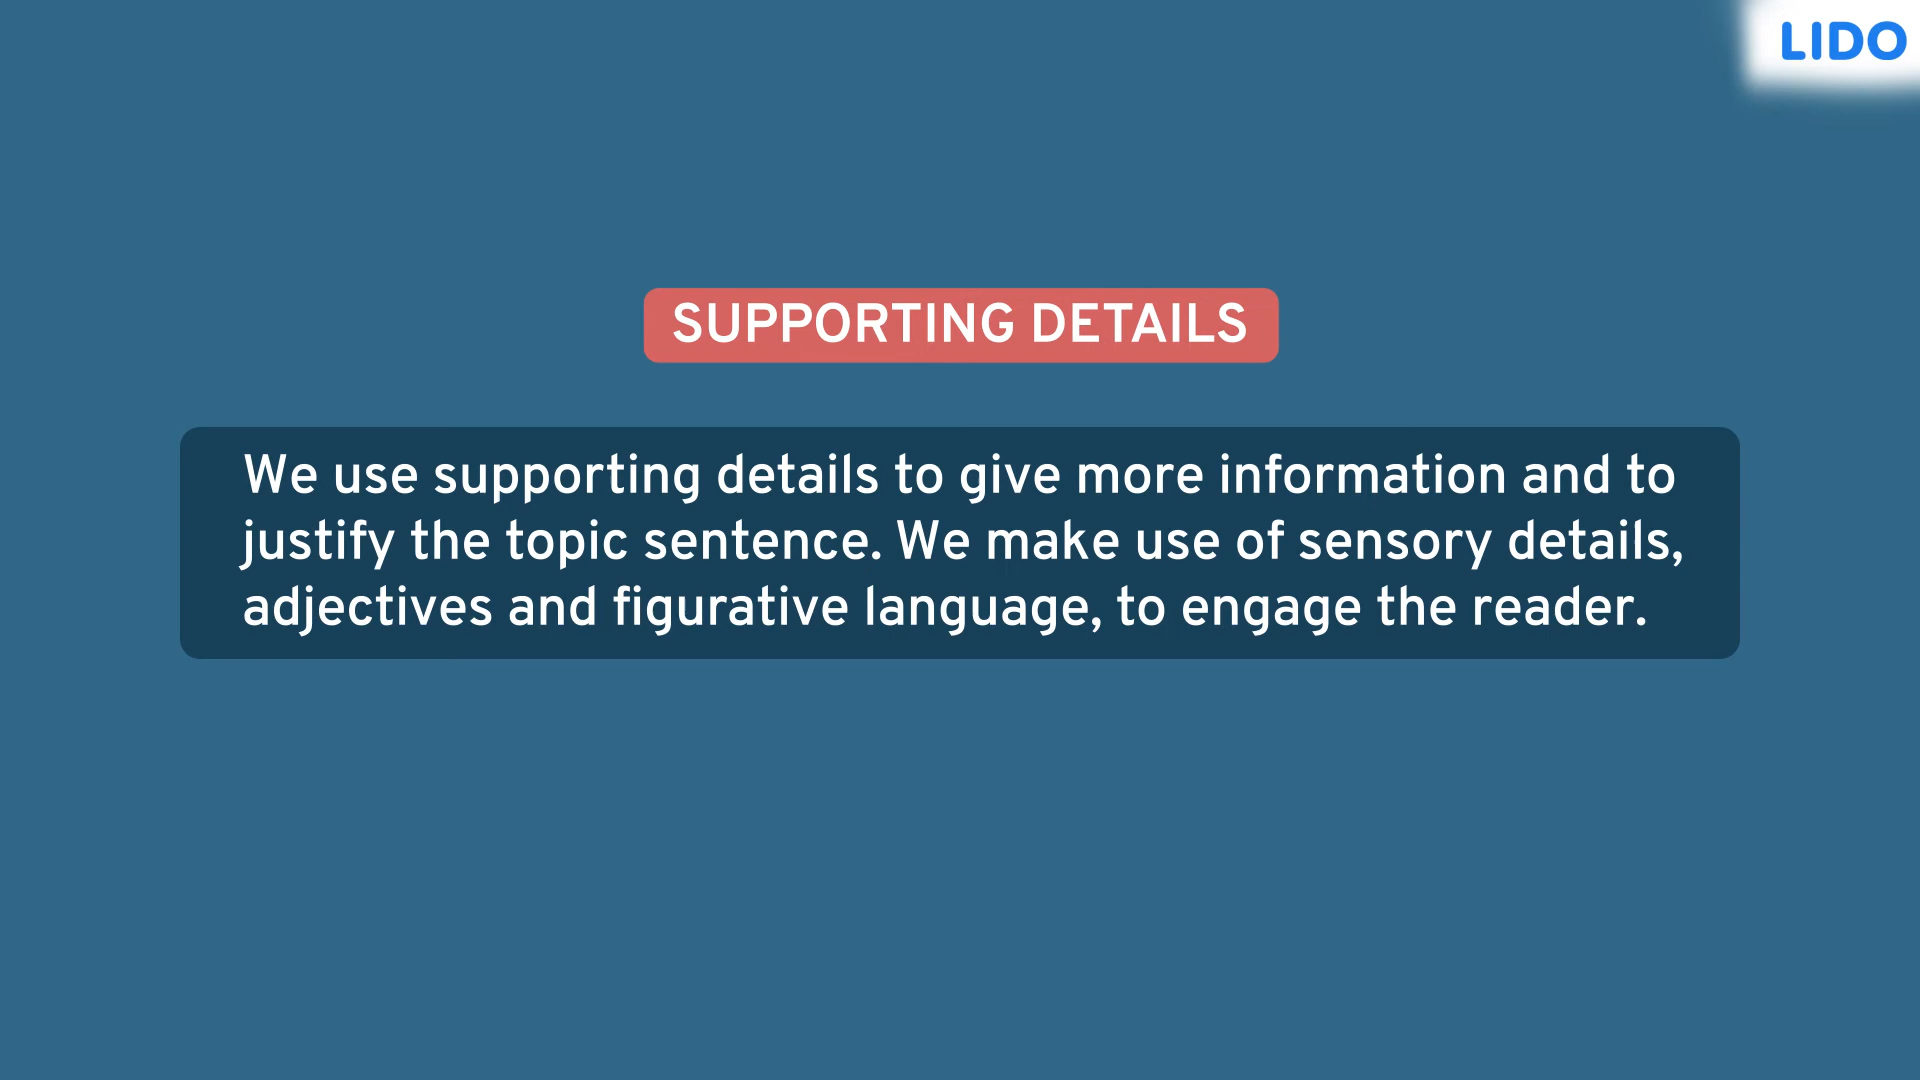 LIDO
SUPPORTING DETAILS
We use supporting details to give more information and to
justify the topic sentence. We make use of sensory details,
adjectives and figurative language, to engage the reader.